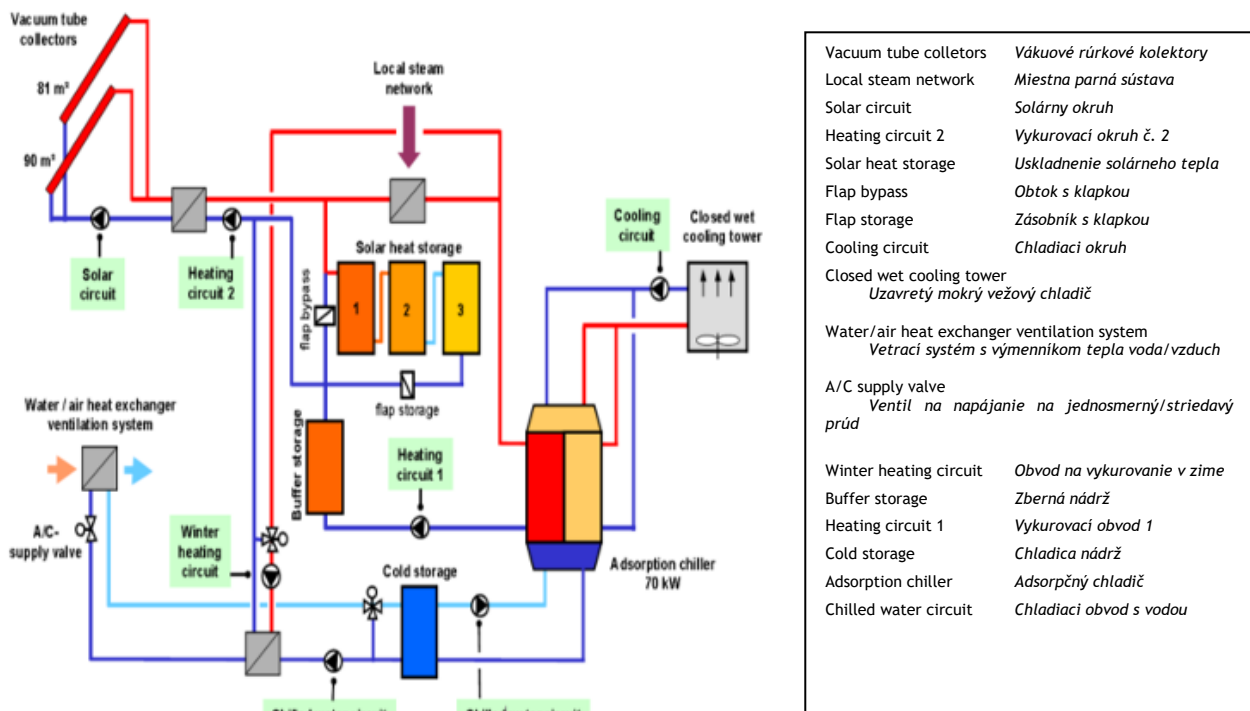 Vacuum tube
collectors
81 m²
90 m²
Local steam
network
Solar
circuit
Heating
circuit 2
Solar heat storage
1
2
3
flap bypass
flap storage
Cooling
circuit
Closed wet
cooling tower
Water / air heat exchanger
ventilation system
A/C-
supply valve
Buffer storage
Heating
circuit 1
Winter
heating
circuit
Cold storage
Adsorption chiller
70 kW
Vacuum tube colletors Vákuové rúrkové kolektory
Local steam network Miestna parná sústava
Solar circuit Solárny okruh
Heating circuit 2 Vykurovací okruh č. 2
Solar heat storage Uskladnenie solárneho tepla
Flap bypass Obtok s klapkou
Flap storage Zásobník s klapkou
Cooling circuit Chladiaci okruh
Closed wet cooling tower
Uzavretý mokrý vežový chladič
Water/air heat exchanger ventilation system
Vetrací systém s výmenníkom tepla voda/vzduch
A/C supply valve
Ventil na napájanie na jednosmerný/striedavý
prúd
Winter heating circuit Obvod na vykurovanie v zime
Buffer storage Zberná nádrž
Heating circuit 1 Vykurovací obvod 1
Cold storage Chladica nádrž
Adsorption chiller Adsorpčný chladič
Chilled water circuit Chladiaci obvod s vodou